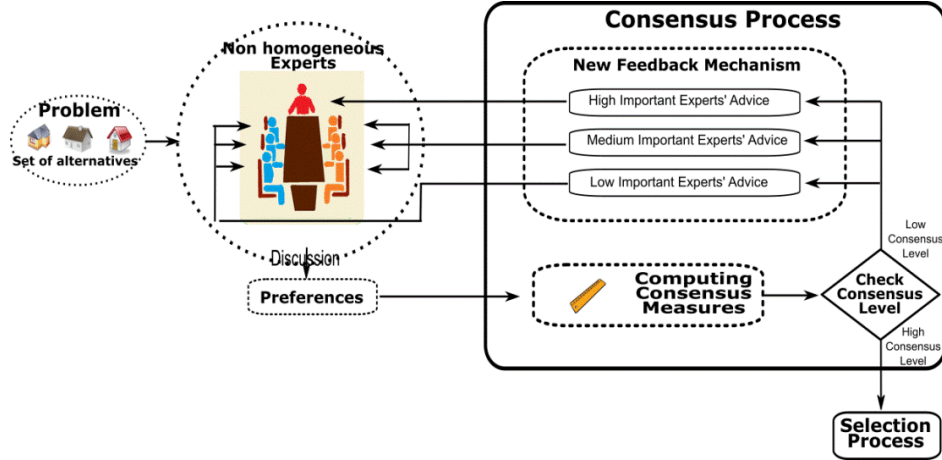 Consensus Process
Non homogeneous
Experts
New Feedback Mechanism
Problem
Set of alternatives
High Important Experts' Advice
Medium Important Experts' Advice
Low Important Experts' Advice
Low
Consensus
Level
Discussion
Preferences
Computing
Consensus
Measures
Check
Consensus
Level
High
Consensus
Level
Selection
Process